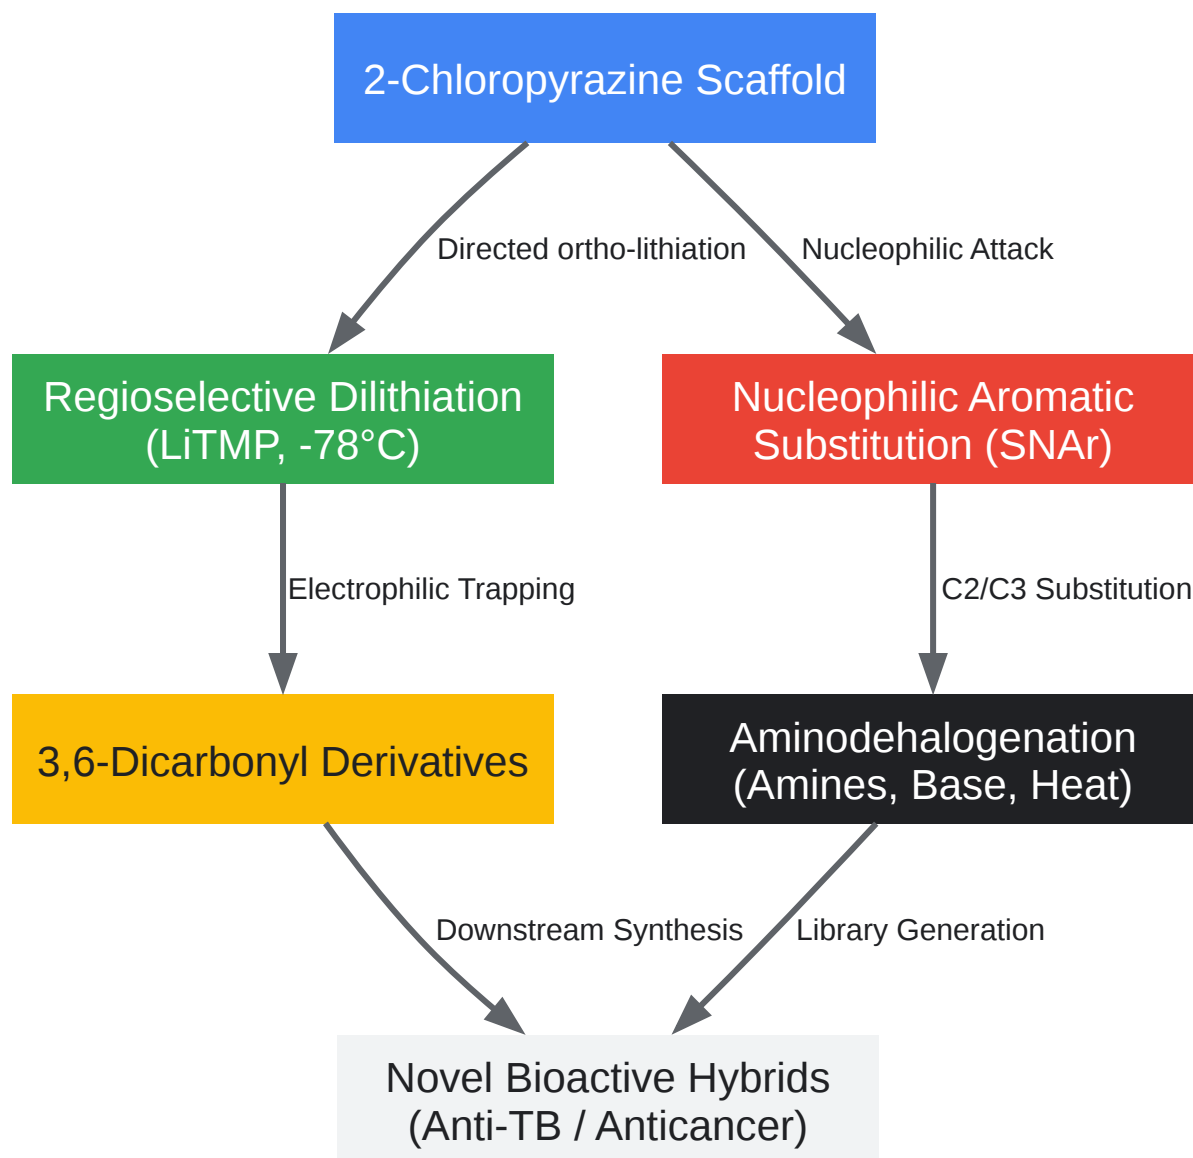 2-Chloropyrazine Scaffold
Directed ortho-lithiation
Nucleophilic Attack
Regioselective Dilithiation
(LiTMP, -78°C)
Nucleophilic Aromatic
Substitution (SNAr)
Electrophilic Trapping
C2/C3 Substitution
3,6-Dicarbonyl Derivatives
Aminodehalogenation
(Amines, Base, Heat)
Downstream Synthesis
Library Generation
Novel Bioactive Hybrids
(Anti-TB / Anticancer)